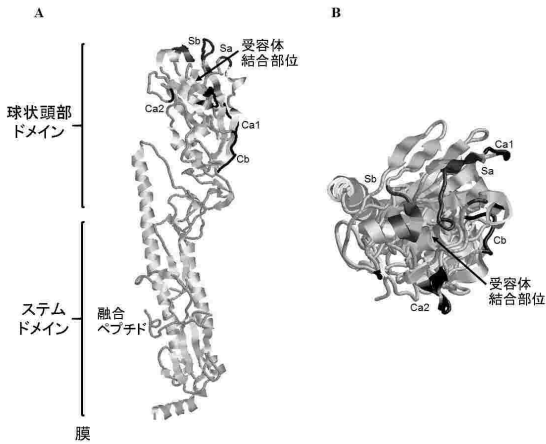 A
Sb
Sa
受容体
結合部位
Ca2
Ca1
Cb
球状頭部
ドメイン
ステム
ドメイン
融合
ペプチド
膜
B
Ca1
Sb
Sa
Cb
Ca2
受容体
結合部位